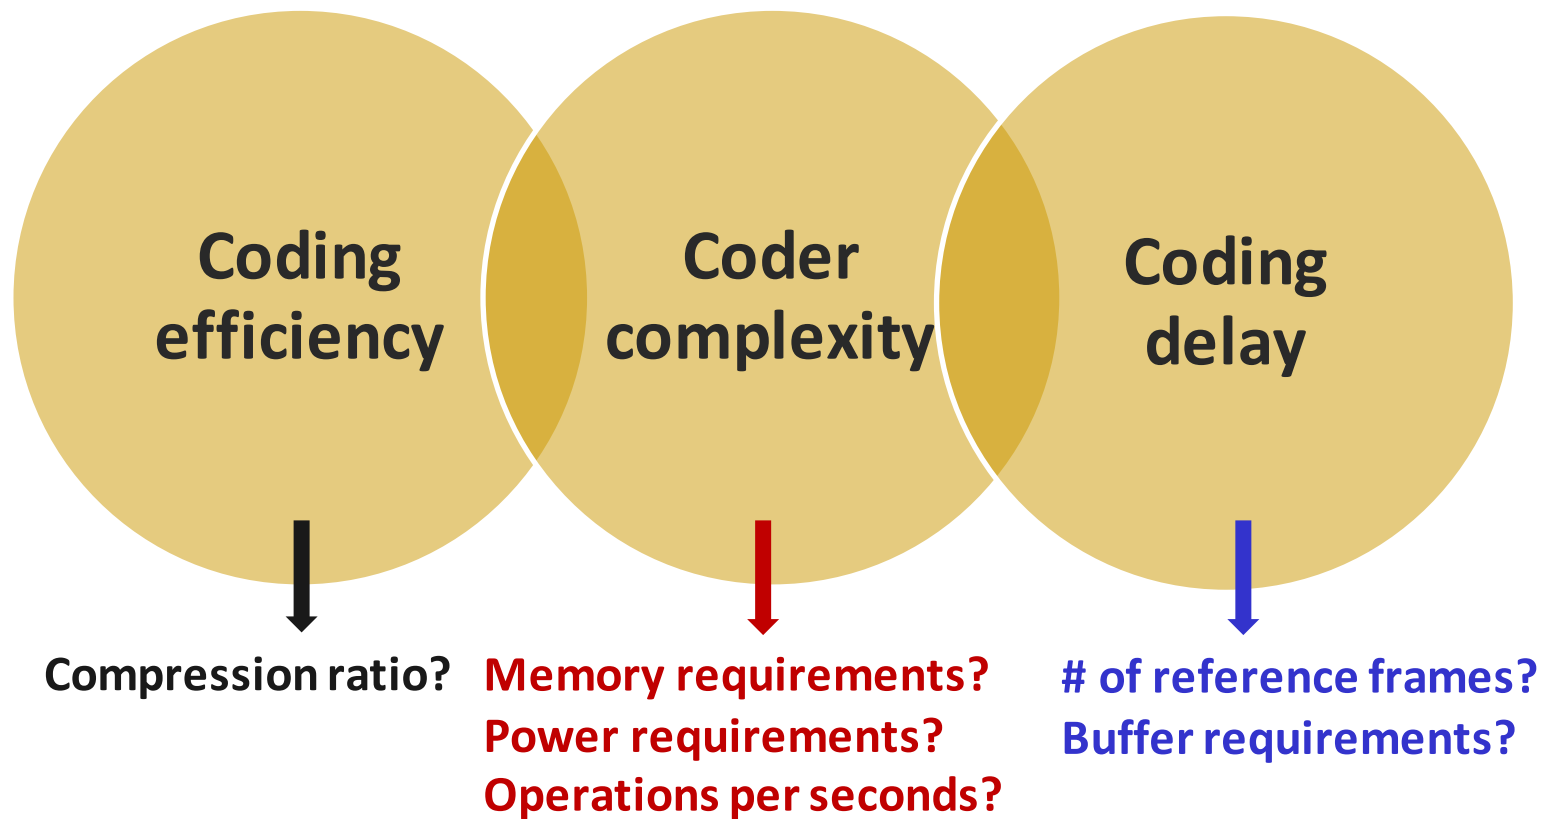 Coding
efficiency
Coder
complexity
Coding
delay
Compression ratio?
Memory requirements?
Power requirements?
Operations per seconds?
# of reference frames?
Buffer requirements?